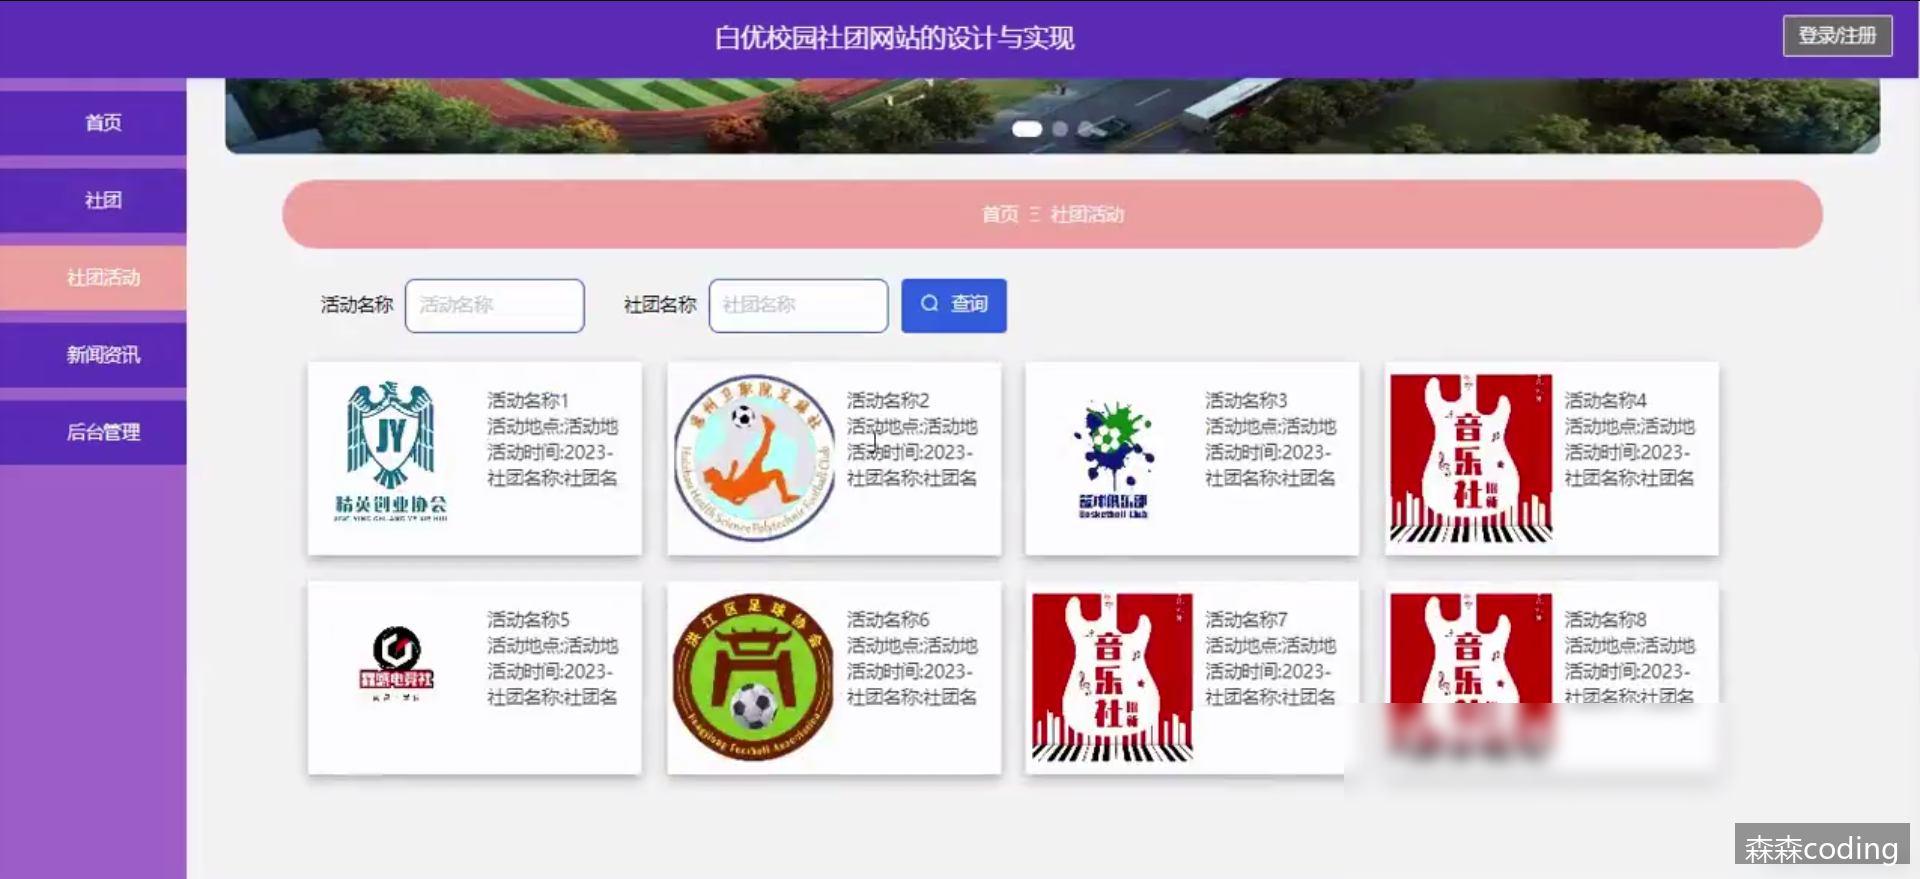 白优校园社团网站的设计与实现
登录/注册
首页
社团
社团活动
新闻资讯
后台管理
首页 三 社团活动
活动名称 活动名称 社团名称 社团名称 查询
JY
精英创业协会
活动名称1
活动地点:活动地
活动时间:2023-
社团名称:社团名
Huizhou Health Science Polytechnic Football Club
活动名称2
活动地点:活动地
活动时间:2023-
社团名称:社团名
篮球俱乐部
Basketball Club
活动名称3
活动地点:活动地
活动时间:2023-
社团名称:社团名
音乐社
活动名称4
活动地点:活动地
活动时间:2023-
社团名称:社团名
活动名称5
活动地点:活动地
活动时间:2023-
社团名称:社团名
洪江区足球协会
活动名称6
活动地点:活动地
活动时间:2023-
社团名称:社团名
音乐社
活动名称7
活动地点:活动地
活动时间:2023-
社团名称:社团名
音乐
活动名称8
活动地点:活动地
活动时间:2023-
社团名称:社团名
森森coding